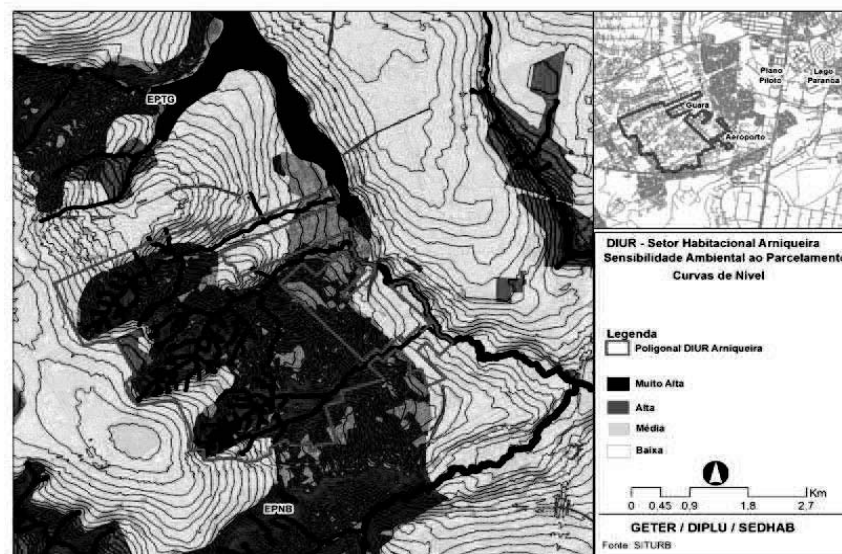 EPTG
EPNB
Plano
Piloto
Lago
Paranoa
Guará
Aeroporto
DIUR - Setor Habitacional Arniqueira
Sensibilidade Ambiental ao Parcelamento
Curvas de Nível
Legenda
Poligonal DIUR Arniqueira
Muito Alta
Alta
Média
Baixa
0 0,45 0,9 1,8 2,7 Km
GETER / DIPLU / SEDHAB
Fonte: SITURB